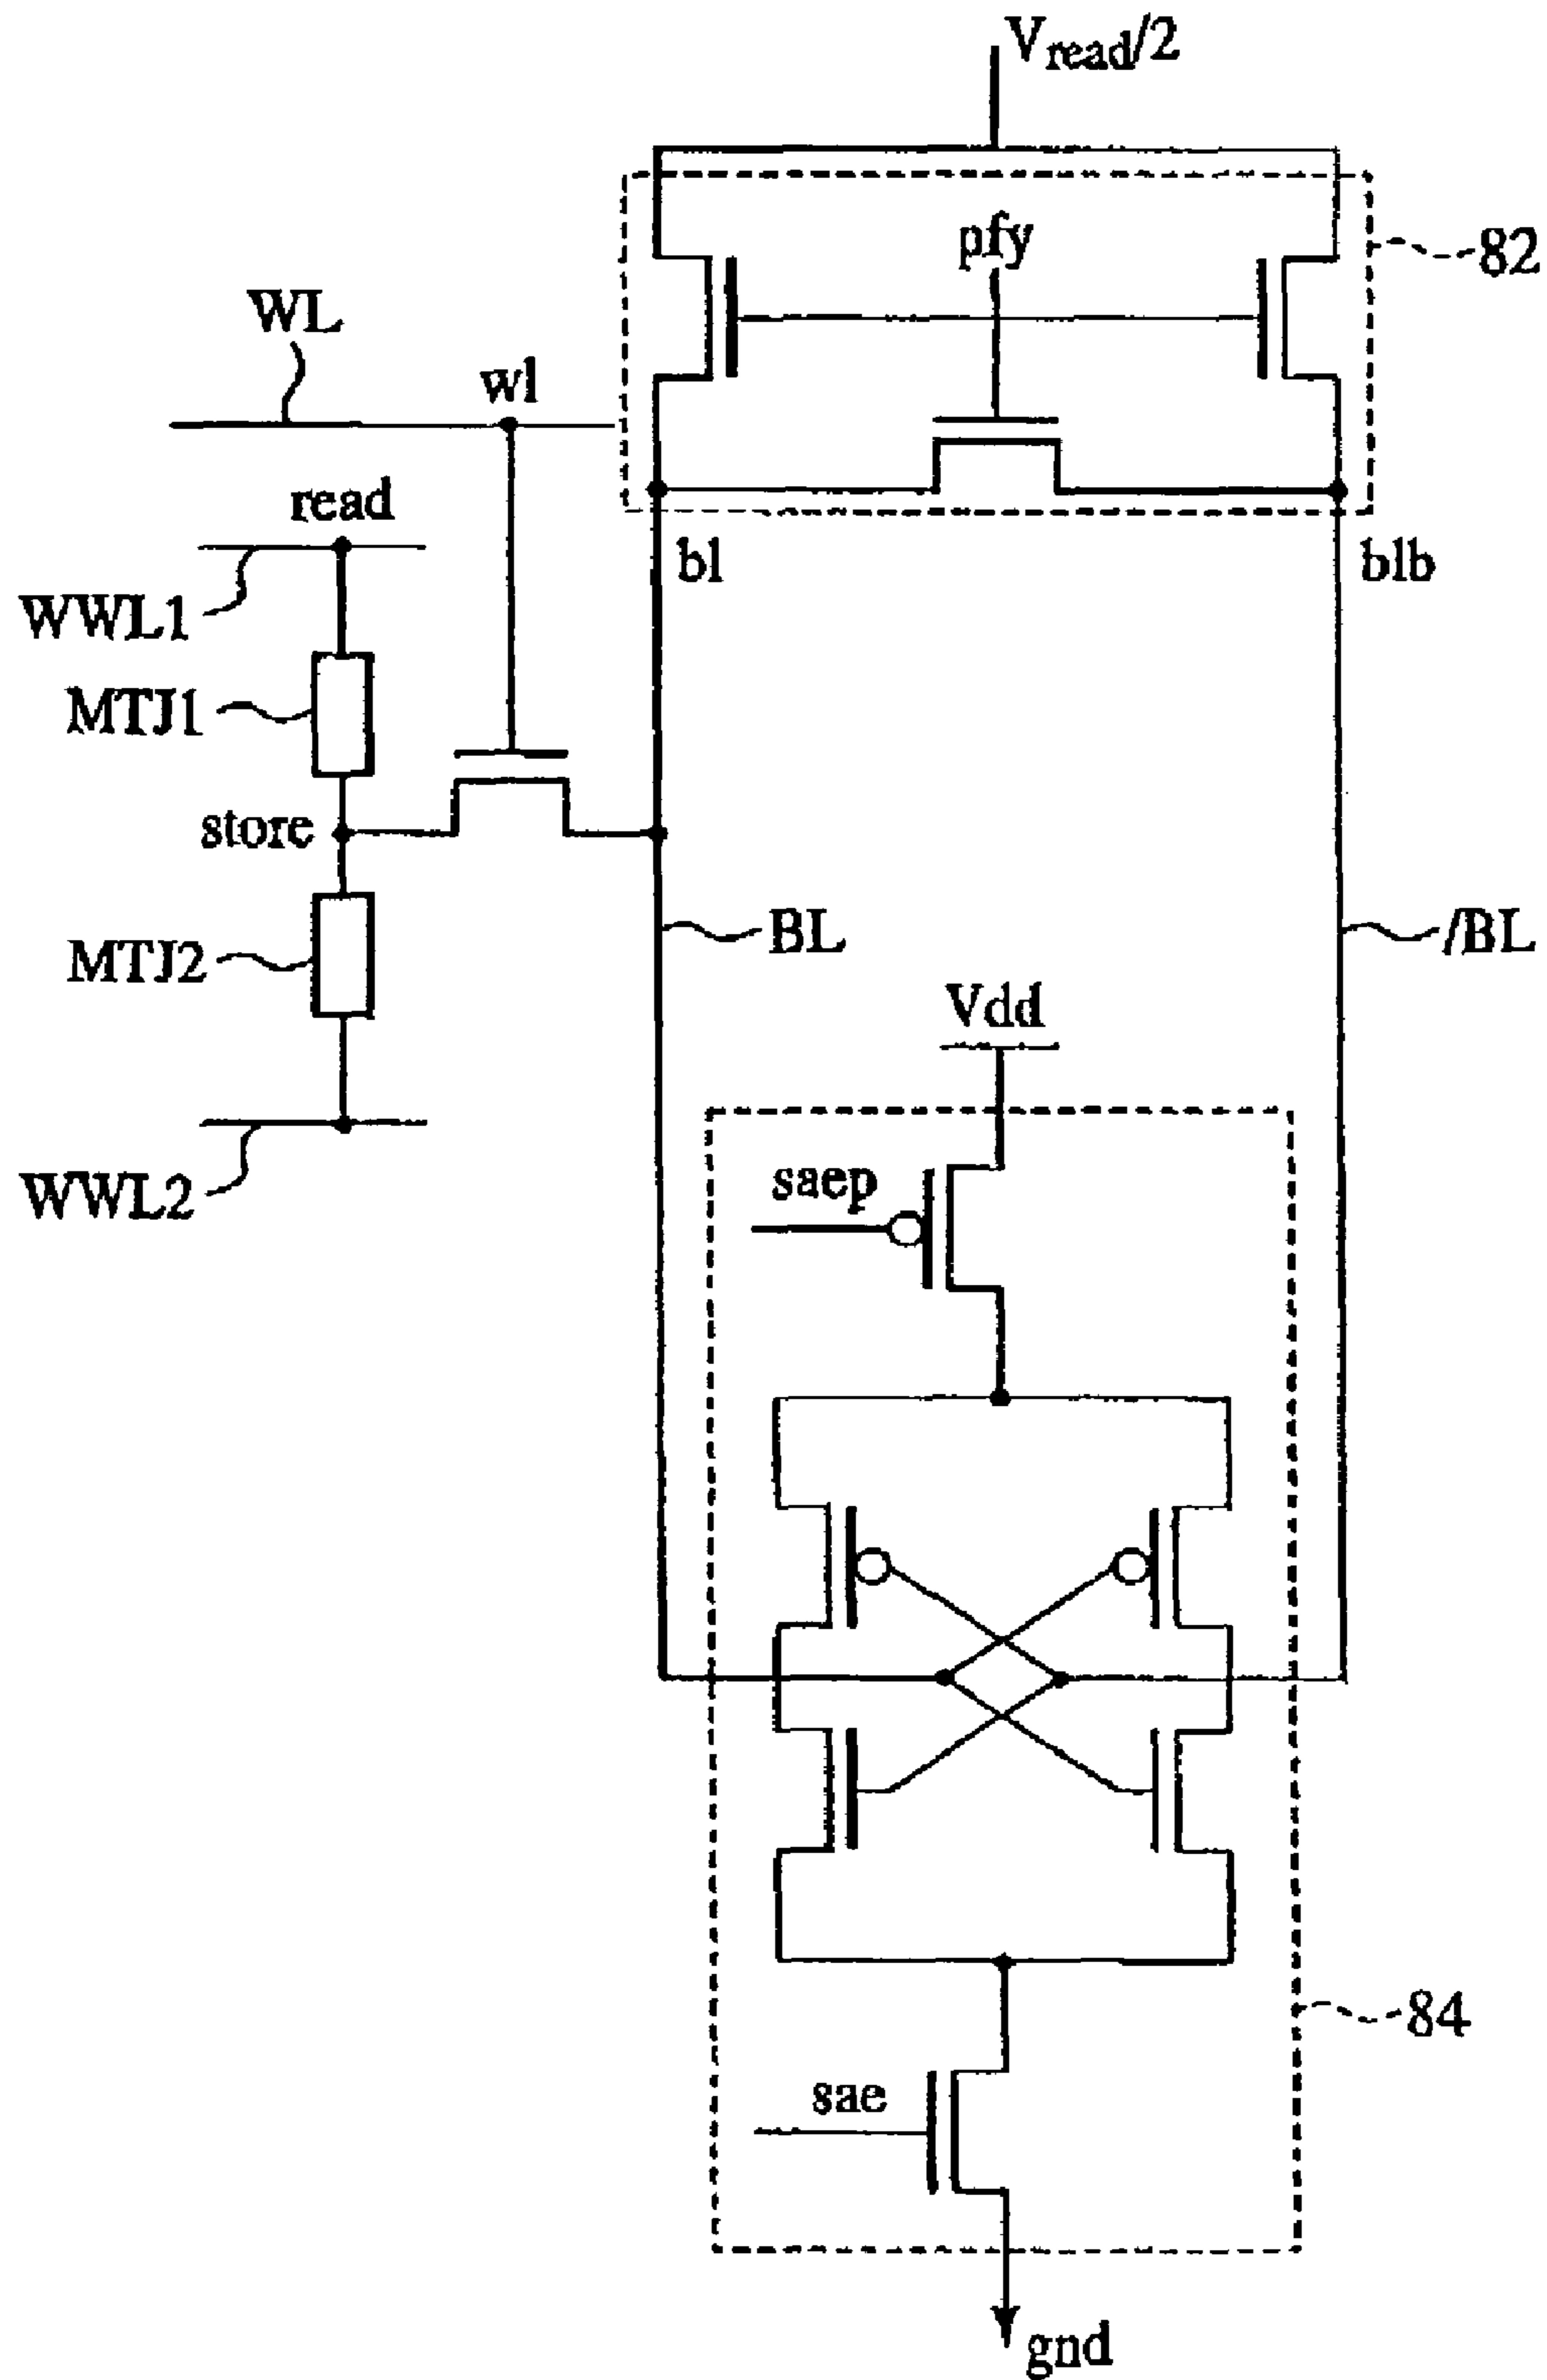 Vread/2
pfy
82
WL
wl
read
bl
blb
WWL1
MTJ1
store
BL
/BL
MTJ2
Vdd
saep
WWL2
84
sae
gnd